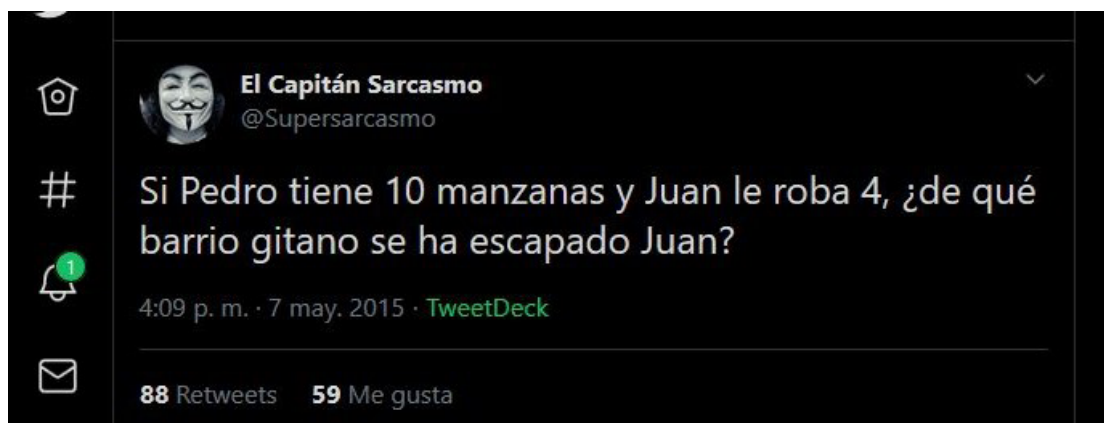 El Capitán Sarcasmo
@Supersarcasmo
Si Pedro tiene 10 manzanas y Juan le roba 4, ¿de qué
barrio gitano se ha escapado Juan?
1
4:09 p. m. · 7 may. 2015 · TweetDeck
88 Retweets 59 Me gusta